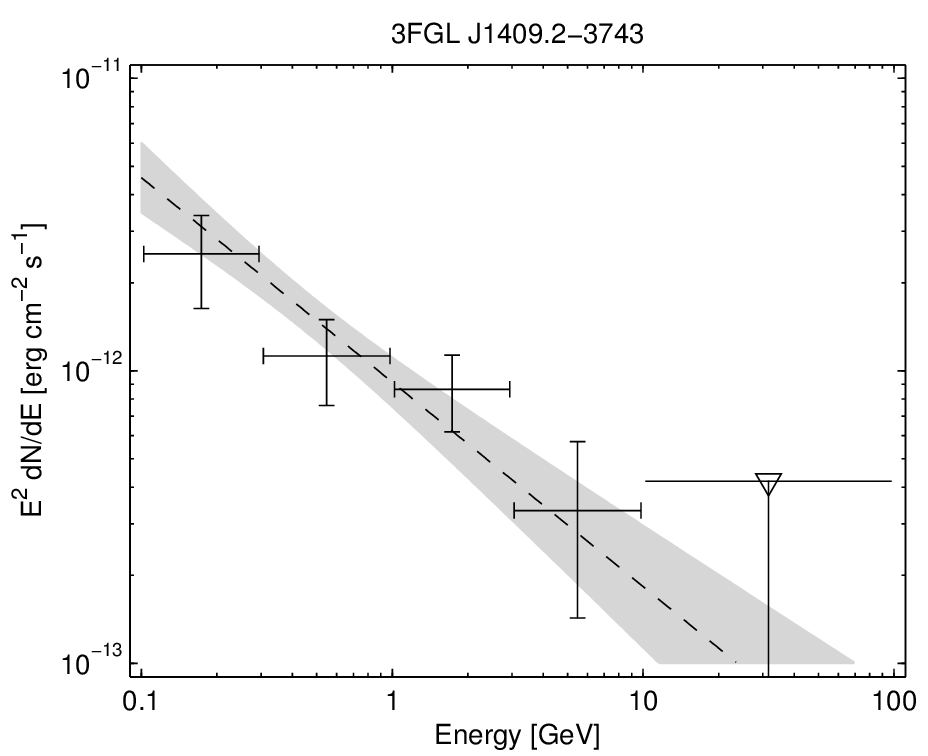 3FGL J1409.2−3743
10⁻¹¹
10⁻¹²
10⁻¹³
E² dN/dE [erg cm⁻² s⁻¹]
0.1 1 10 100
Energy [GeV]